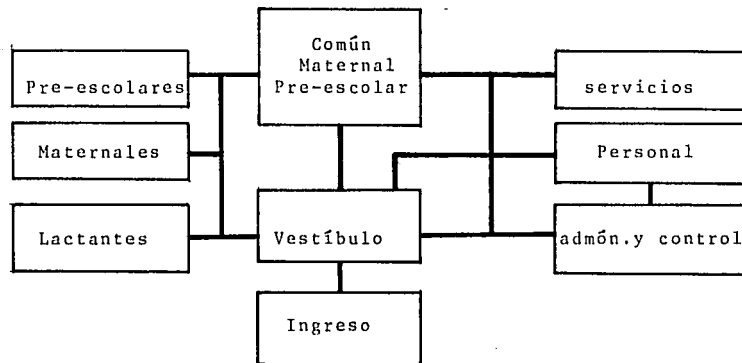 Común
Maternal
Pre-escolar
Pre-escolares
servicios
Maternales
Personal
Lactantes
Vestíbulo
admón.y control
Ingreso